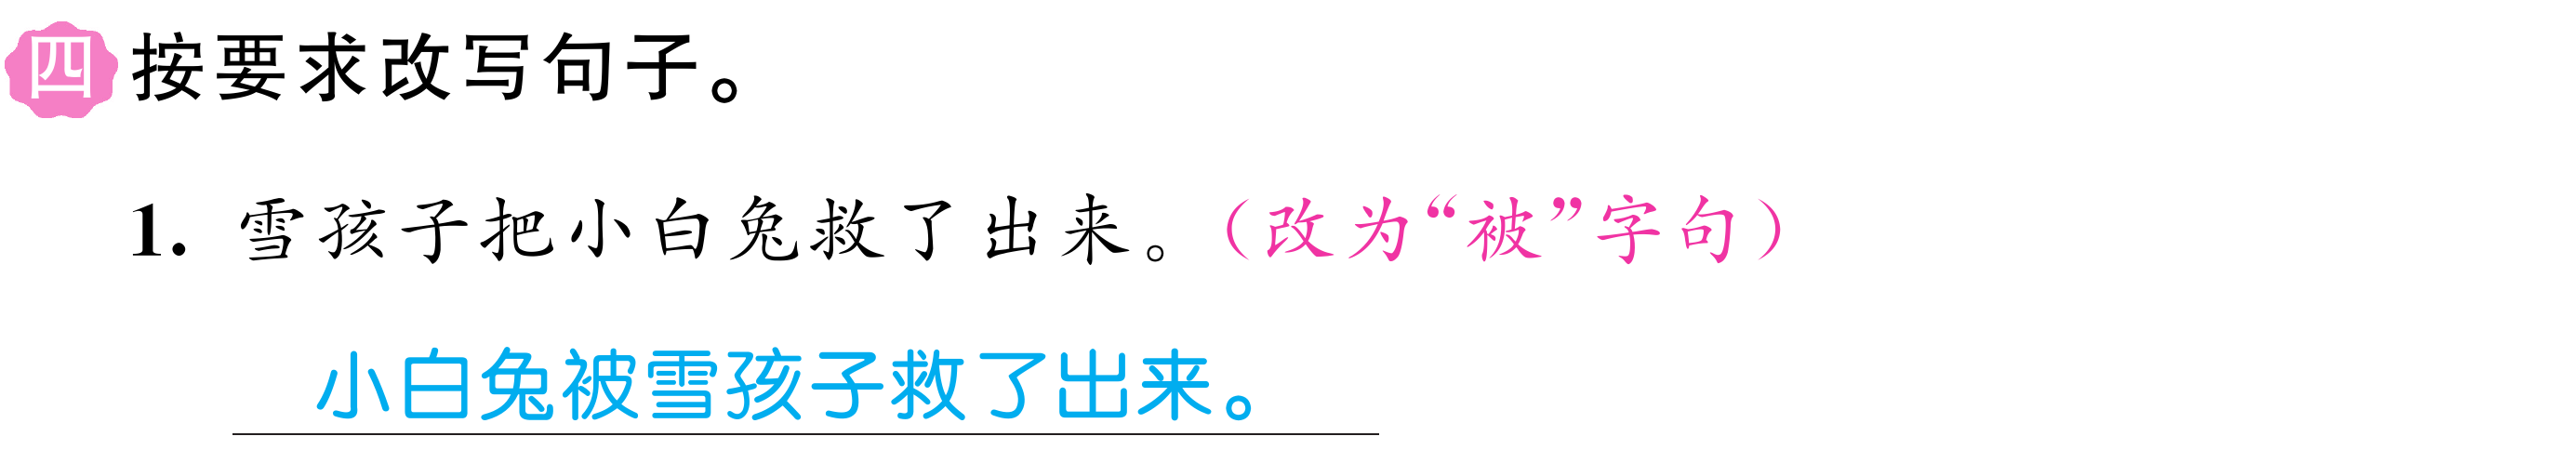 四 按要求改写句子。
1. 雪孩子把小白兔救了出来。(改为“被”字句)
小白兔被雪孩子救了出来。